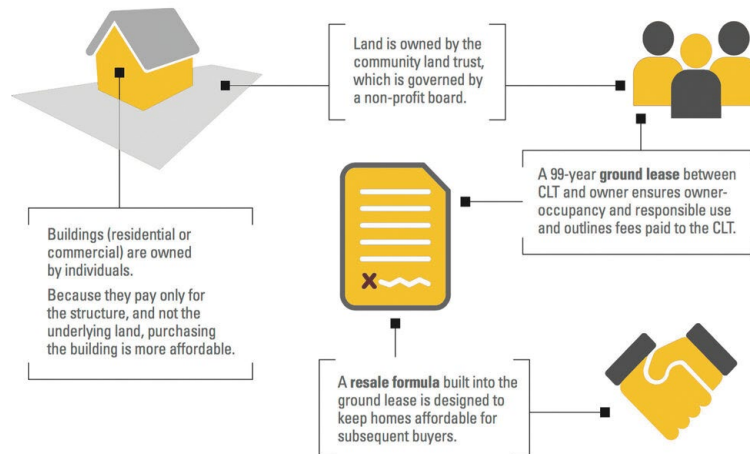 Land is owned by the
community land trust,
which is governed by
a non-profit board.
A 99-year ground lease between
CLT and owner ensures owner-
occupancy and responsible use
and outlines fees paid to the CLT.
Buildings (residential or
commercial) are owned
by individuals.
Because they pay only for
the structure, and not the
underlying land, purchasing
the building is more affordable.
A resale formula built into the
ground lease is designed to
keep homes affordable for
subsequent buyers.